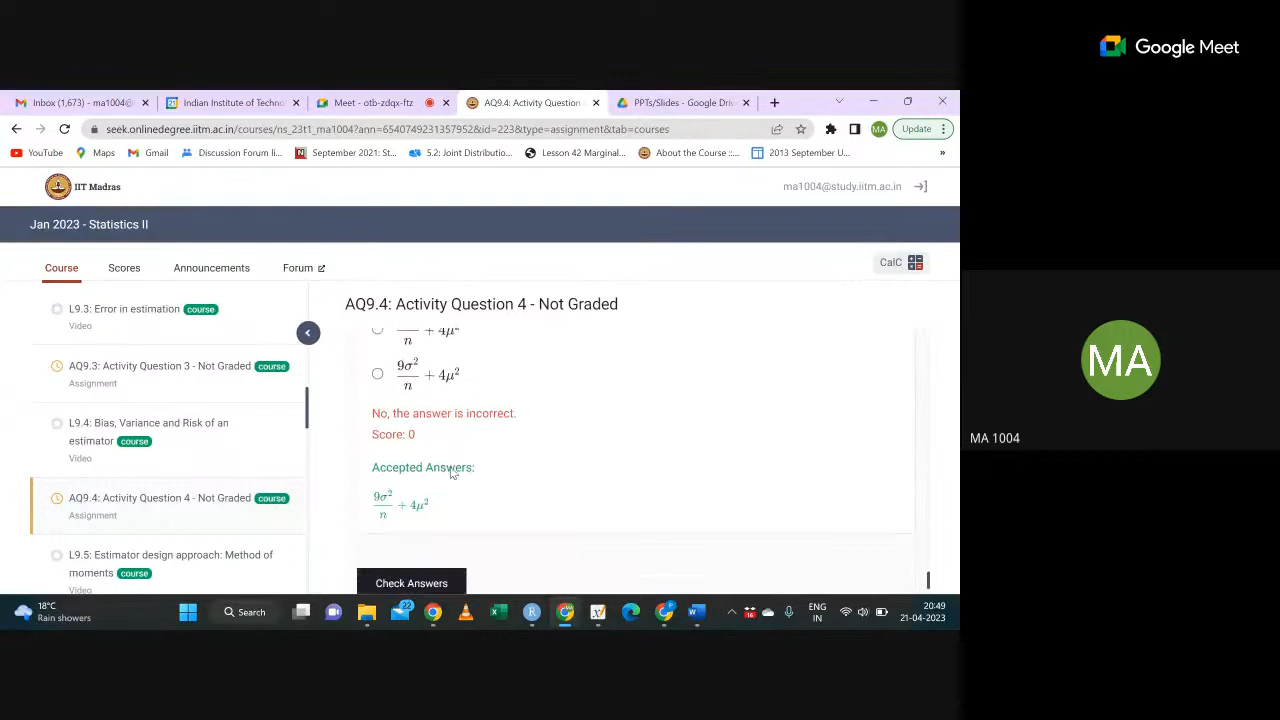 Google Meet
Inbox (1,673) - ma1004@
Indian Institute of Techno
Meet - otb-zdqx-ftz
AQ9.4: Activity Question
PPTs/Slides - Google Driv
seek.onlinedegree.iitm.ac.in/courses/ns_23t1_ma1004?ann=6540749231357952&id=223&type=assignment&tab=courses
MA
Update
YouTube
Maps
Gmail
Discussion Forum li...
September 2021: St...
5.2: Joint Distributio...
Lesson 42 Marginal...
About the Course ::...
2013 September U...
»
IIT Madras
ma1004@study.iitm.ac.in
Jan 2023 - Statistics II
Course
Scores
Announcements
Forum
CalC
L9.3: Error in estimation course
Video
AQ9.3: Activity Question 3 - Not Graded course
Assignment
L9.4: Bias, Variance and Risk of an
estimator course
Video
AQ9.4: Activity Question 4 - Not Graded course
Assignment
L9.5: Estimator design approach: Method of
moments course
Video
AQ9.4: Activity Question 4 - Not Graded
n + 4μ²
9σ²/n + 4μ²
No, the answer is incorrect.
Score: 0
Accepted Answers:
9σ²/n + 4μ²
Check Answers
MA
MA 1004
18°C
Rain showers
Search
22
16
ENG
IN
20:49
21-04-2023